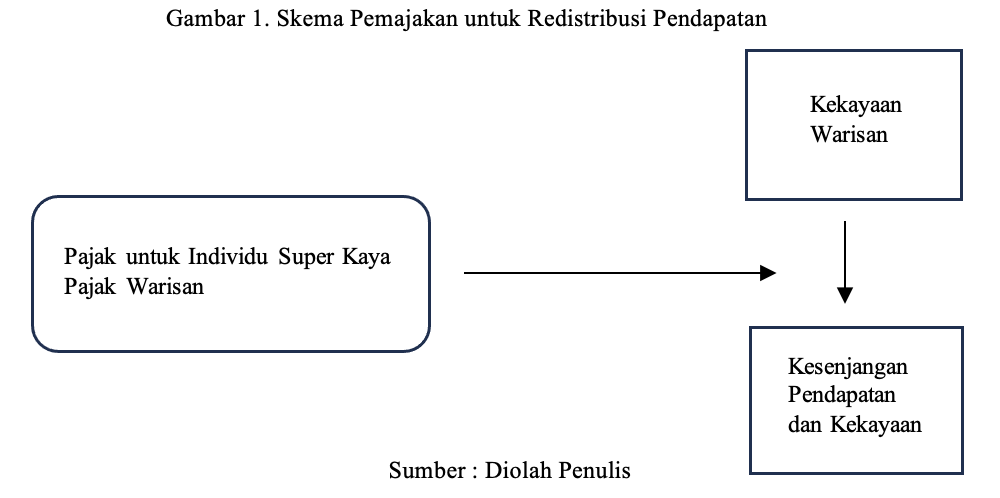 Gambar 1. Skema Pemajakan untuk Redistribusi Pendapatan
Kekayaan
Warisan
Pajak untuk Individu Super Kaya
Pajak Warisan
Kesenjangan
Pendapatan
dan Kekayaan
Sumber : Diolah Penulis